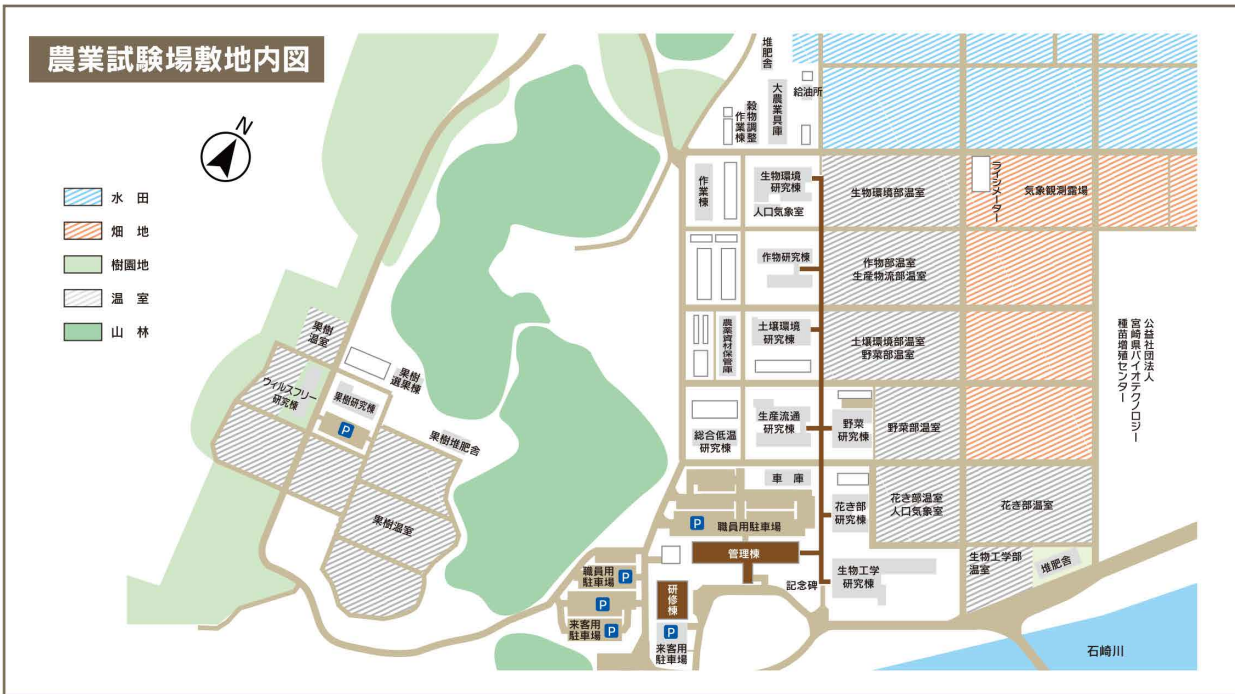 農業試験場敷地内図
N
水 田
畑 地
樹園地
温 室
山 林
堆肥舎
給油所
大農業具庫
穀物調整
作業棟
作業棟
生物環境
研究棟
人口気象室
生物環境部温室
ライシメーター
気象観測露場
作物研究棟
作物部温室
生産物流部温室
農薬資材保管庫
土壌環境
研究棟
土壌環境部温室
野菜部温室
公益社団法人
宮崎県バイオテクノロジー
種苗増殖センター
果樹
温室
果樹
選果棟
ウィルスフリー
研究棟
果樹研究棟
P
果樹堆肥舎
果樹温室
総合低温
研究棟
生産流通
研究棟
野菜
研究棟
野菜部温室
車 庫
花き部
研究棟
花き部温室
人口気象室
花き部温室
P
職員用駐車場
管理棟
職員用
駐車場
P
P
来客用
駐車場
P
研修棟
P
来客用
駐車場
記念碑
生物工学
研究棟
生物工学部
温室
堆肥舎
石崎川